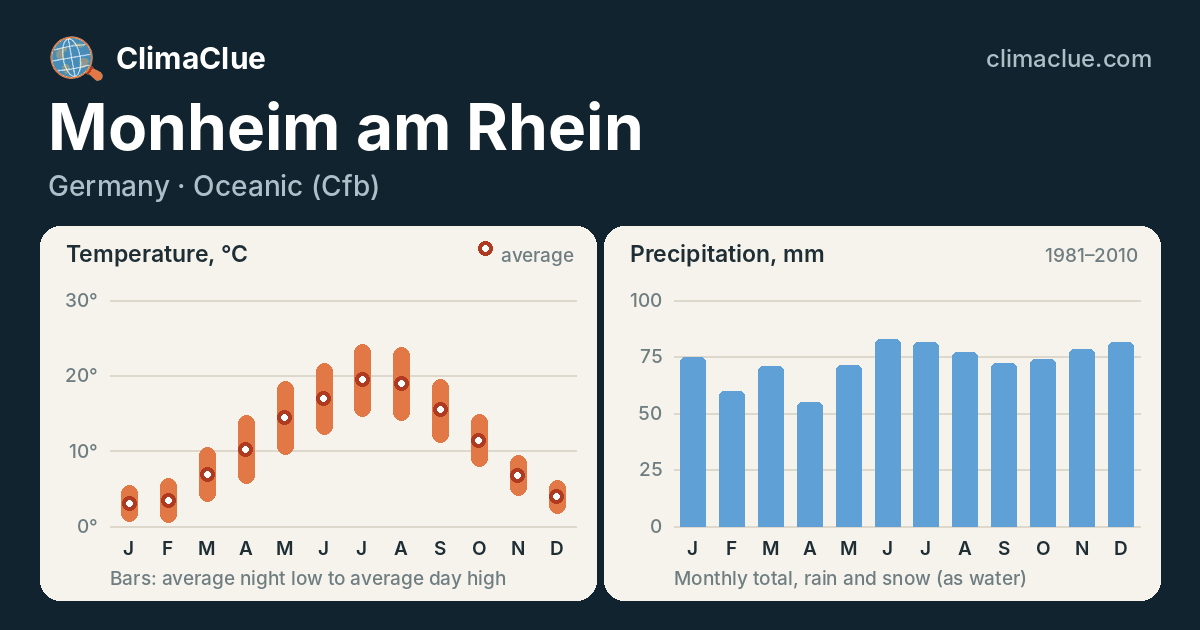 ClimaClue
climaclue.com
Monheim am Rhein
Germany · Oceanic (Cfb)
Temperature, °C
average
30°
20°
10°
0°
J F M A M J J A S O N D
Bars: average night low to average day high
Precipitation, mm
1981–2010
100
75
50
25
0
J F M A M J J A S O N D
Monthly total, rain and snow (as water)